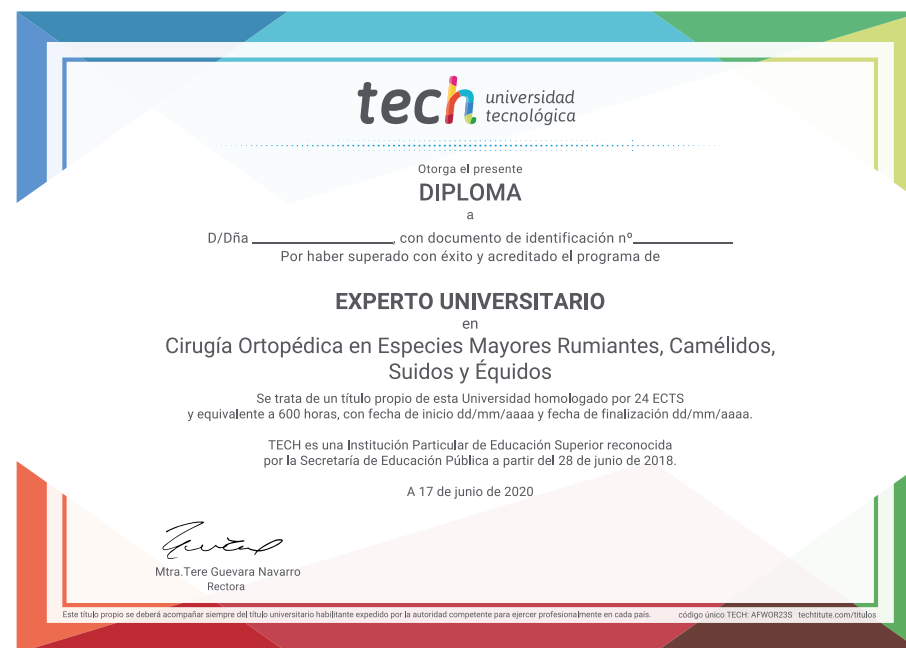 tech universidad
tecnológica
Otorga el presente
DIPLOMA
a
D/Dña ____________________, con documento de identificación nº______________
Por haber superado con éxito y acreditado el programa de
EXPERTO UNIVERSITARIO
en
Cirugía Ortopédica en Especies Mayores Rumiantes, Camélidos,
Suidos y Équidos
Se trata de un título propio de esta Universidad homologado por 24 ECTS
y equivalente a 600 horas, con fecha de inicio dd/mm/aaaa y fecha de finalización dd/mm/aaaa.
TECH es una Institución Particular de Educación Superior reconocida
por la Secretaría de Educación Pública a partir del 28 de junio de 2018.
A 17 de junio de 2020
Mtra.Tere Guevara Navarro
Rectora
Este título propio se deberá acompañar siempre del título universitario habilitante expedido por la autoridad competente para ejercer profesionalmente en cada país. código único TECH: AFWOR23S techtitute.com/titulos